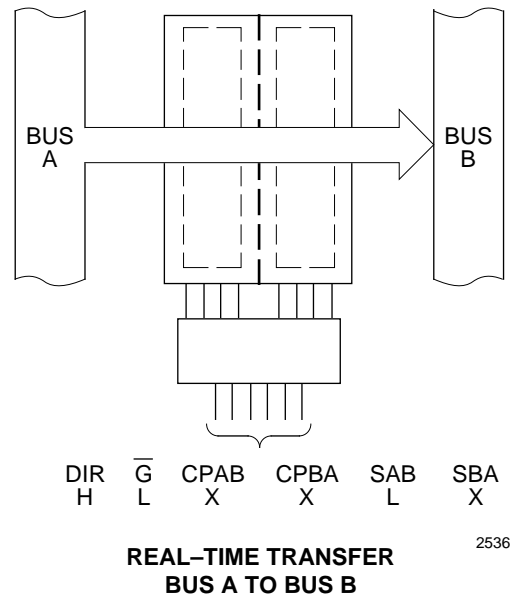 BUS A
BUS B
DIR G̅ CPAB CPBA SAB SBA
H L X X L X
2536
REAL–TIME TRANSFER
BUS A TO BUS B